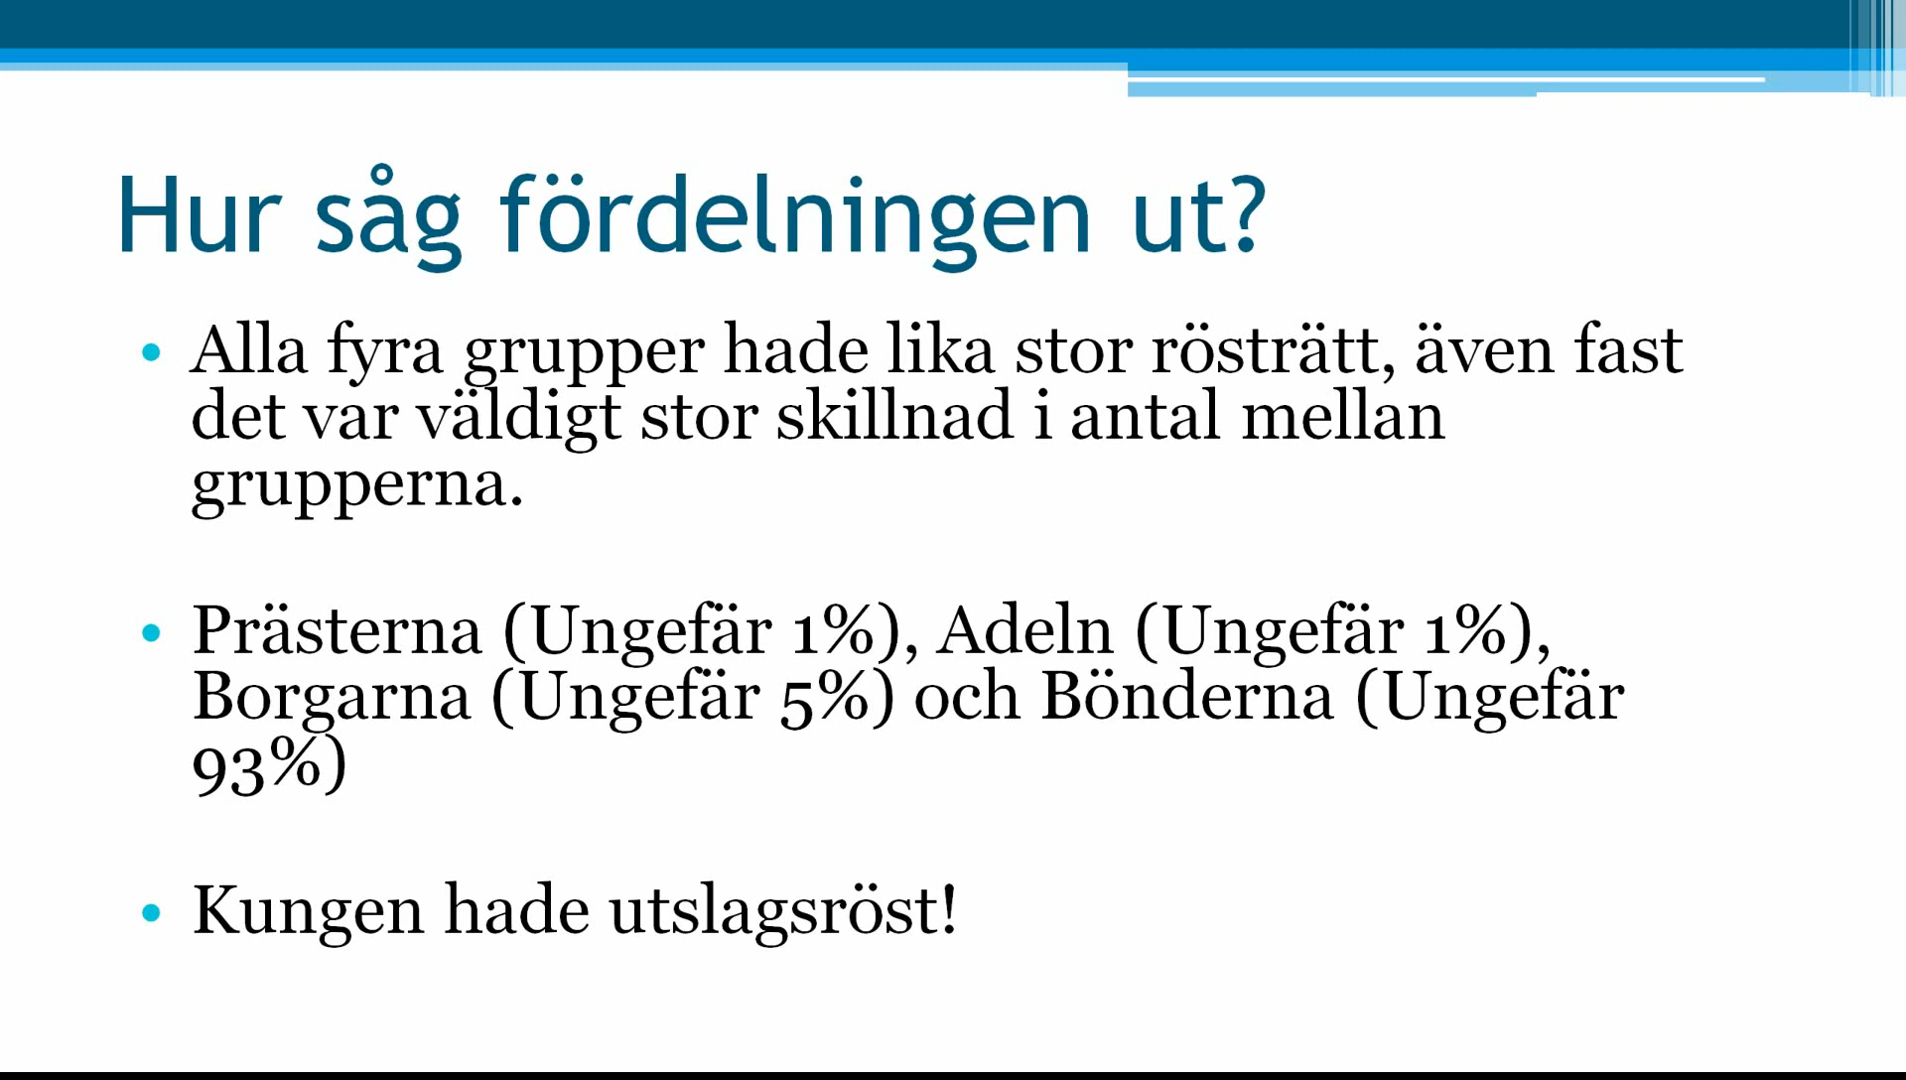 Hur såg fördelningen ut?
• Alla fyra grupper hade lika stor rösträtt, även fast
det var väldigt stor skillnad i antal mellan
grupperna.
• Prästerna (Ungefär 1%), Adeln (Ungefär 1%),
Borgarna (Ungefär 5%) och Bönderna (Ungefär
93%)
• Kungen hade utslagsröst!